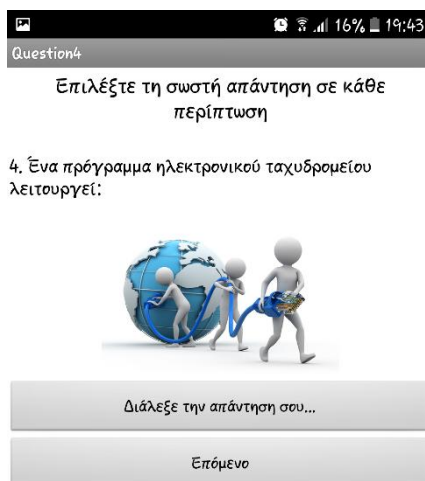 16% 19:43
Question4
Επιλέξτε τη σωστή απάντηση σε κάθε
περίπτωση
4. Ένα πρόγραμμα ηλεκτρονικού ταχυδρομείου
λειτουργεί:
Διάλεξε την απάντηση σου...
Επόμενο